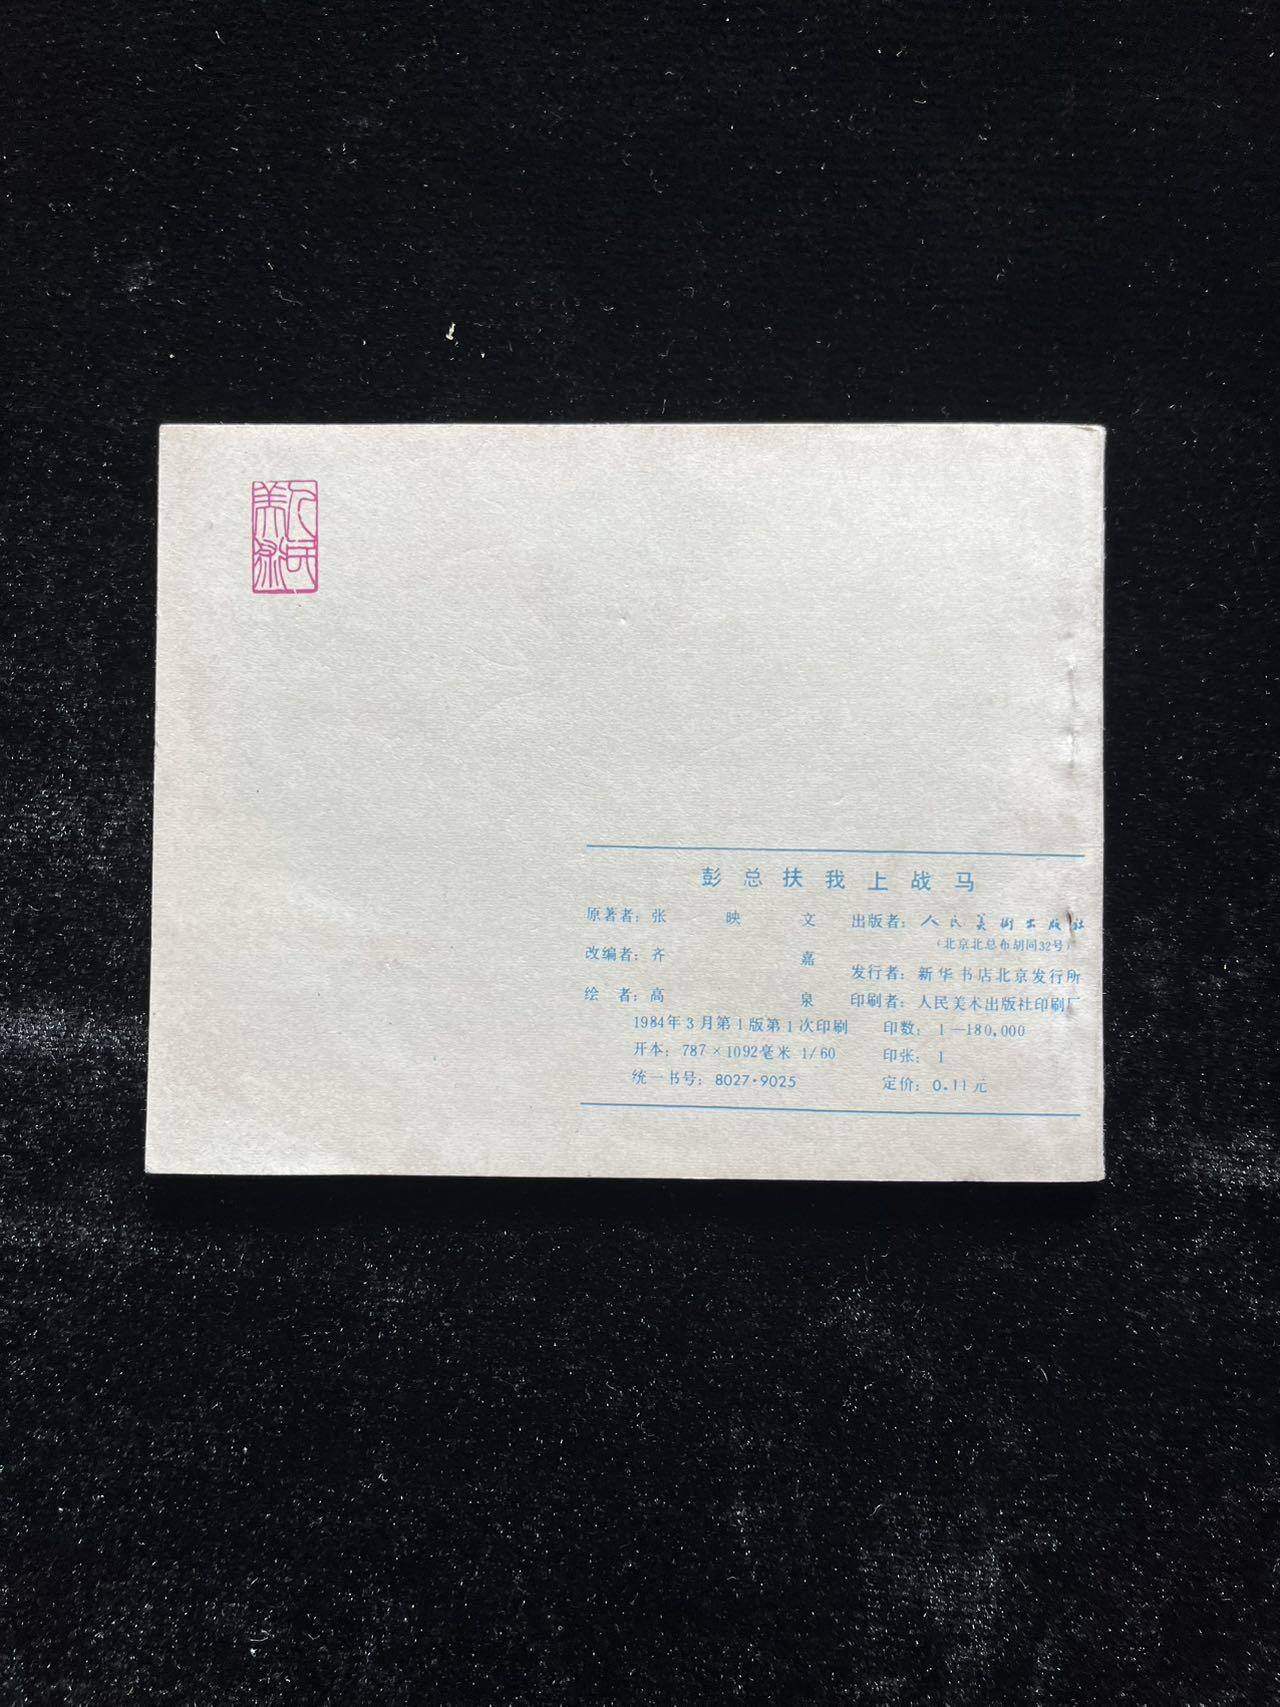 人民
美术
彭总扶我上战马
原著者：张映文
改编者：齐嘉
绘者：高泉
出版者：人民美术出版社
（北京北总布胡同32号）
发行者：新华书店北京发行所
印刷者：人民美术出版社印刷厂
1984年3月第1版第1次印刷 印数：1—180,000
开本：787×1092毫米 1/60 印张：1
统一书号：8027·9025 定价：0.11元